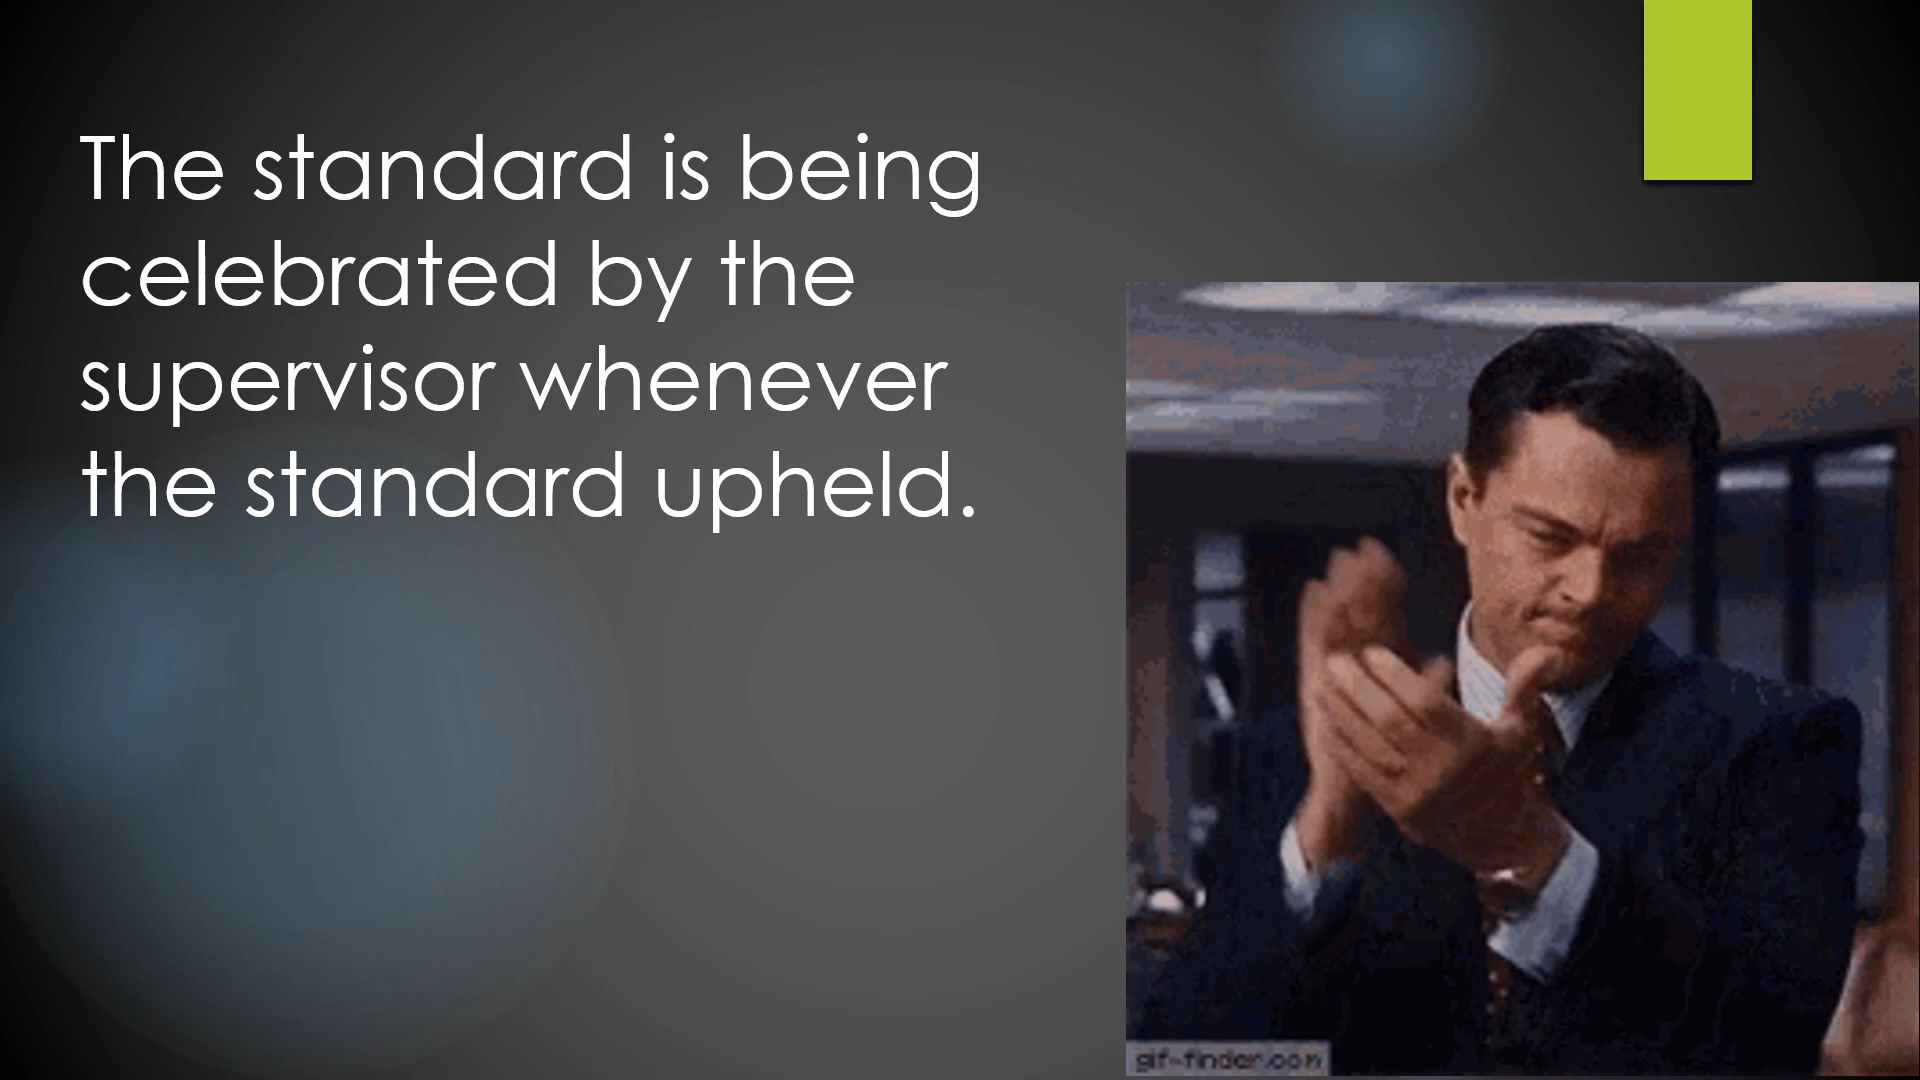 The standard is being
celebrated by the
supervisor whenever
the standard upheld.
gif-finder.com